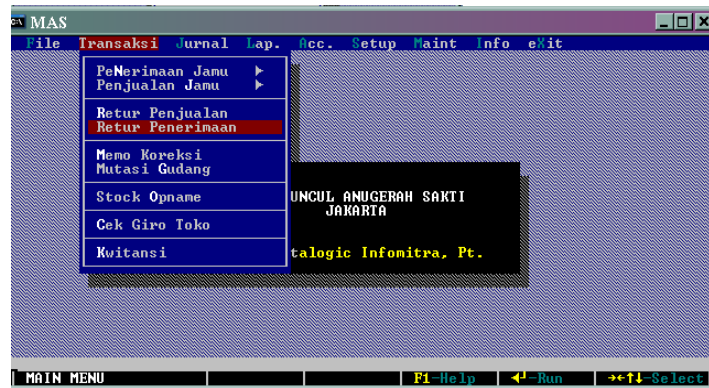 MAS
File Transaksi Jurnal Lap. Acc. Setup Maint Info eXit
PeNerimaan Jamu
Penjualan Jamu
Retur Penjualan
Retur Penerimaan
Memo Koreksi
Mutasi Gudang
Stock Opname
Cek Giro Toko
Kwitansi
UNCUL ANUGERAH SAKTI
JAKARTA
talogic Infomitra, Pt.
MAIN MENU F1-Help ←┘-Run →←↑↓-Select